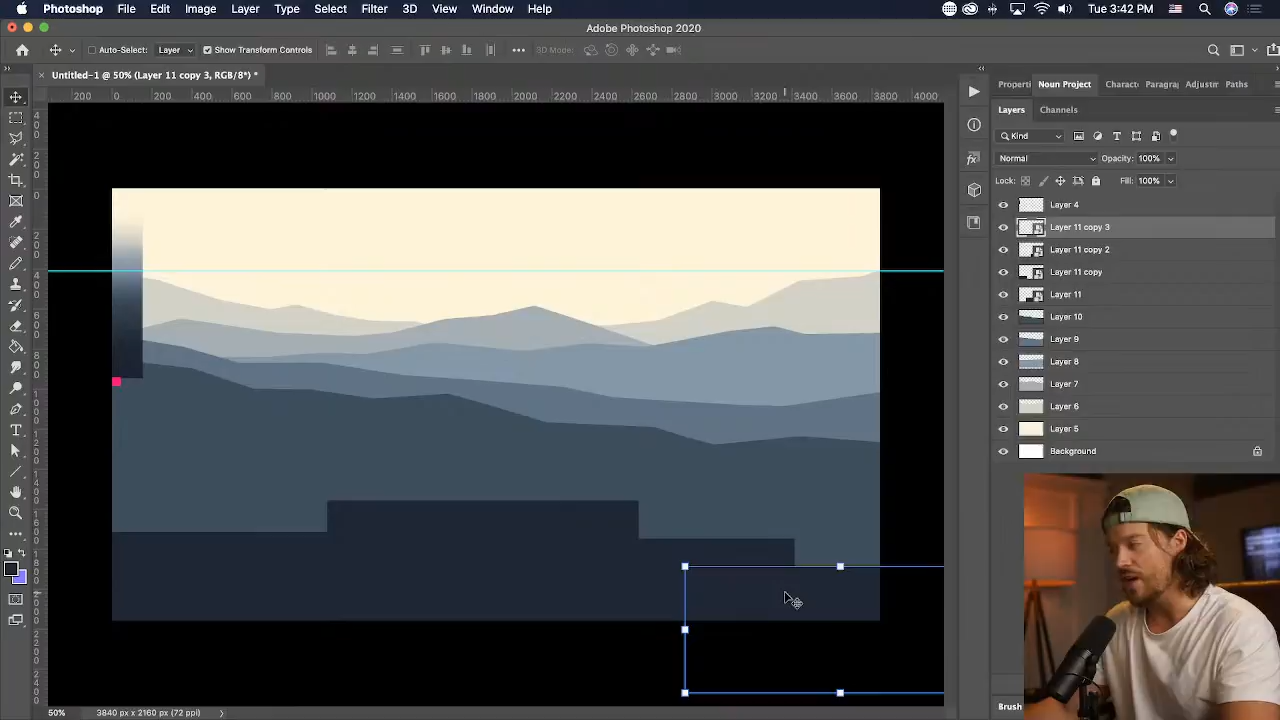 Photoshop File Edit Image Layer Type Select Filter 3D View Window Help Tue 3:42 PM
Adobe Photoshop 2020
Auto-Select: Layer Show Transform Controls 3D Mode:
Untitled-1 @ 50% (Layer 11 copy 3, RGB/8*) *
200 0 200 400 600 800 1000 1200 1400 1600 1800 2000 2200 2400 2600 2800 3000 3200 3400 3600 3800 4000
Properti Noun Project Charact Paragra Adjustm Paths
Layers Channels
Kind
Normal Opacity: 100%
Lock: Fill: 100%
Layer 4
Layer 11 copy 3
Layer 11 copy 2
Layer 11 copy
Layer 11
Layer 10
Layer 9
Layer 8
Layer 7
Layer 6
Layer 5
Background
Brush
50% 3840 px x 2160 px (72 ppi)